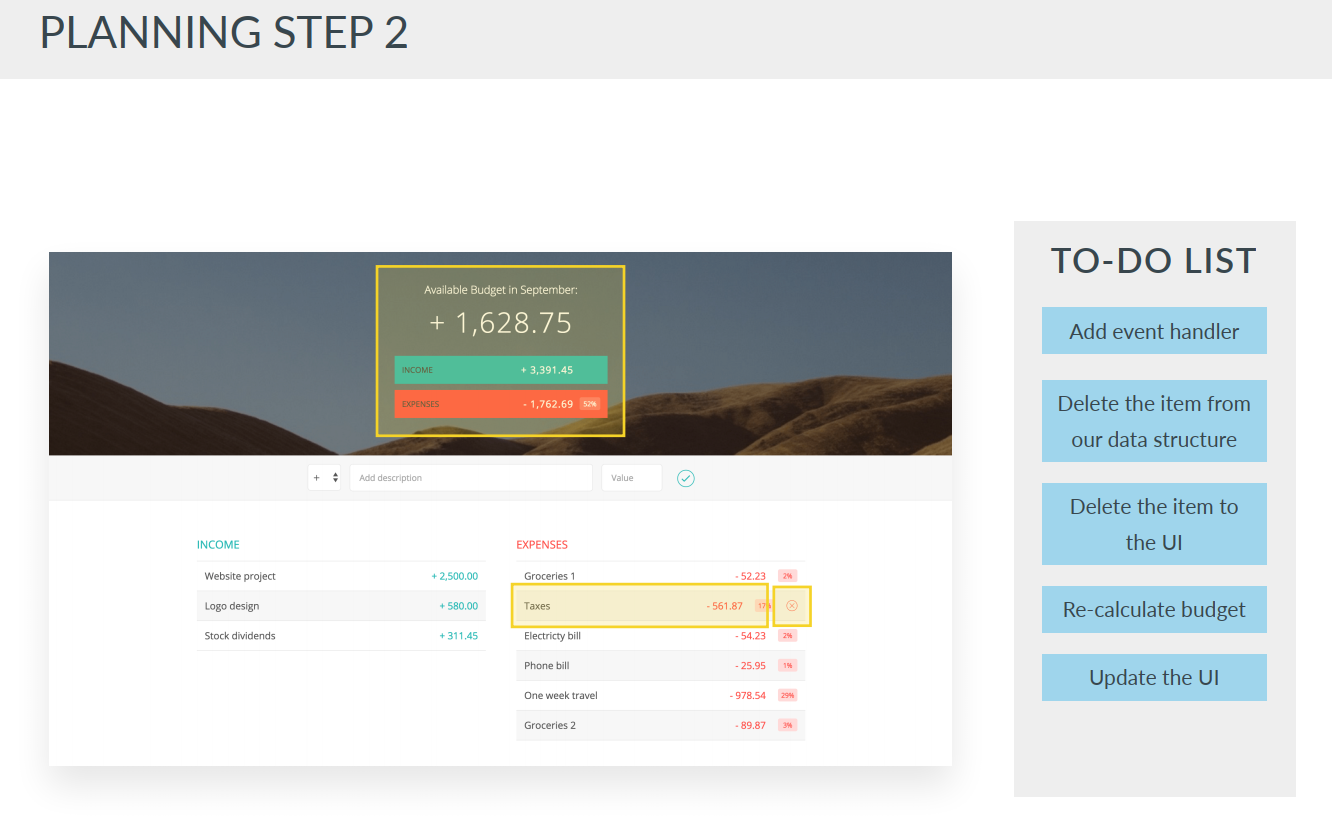 PLANNING STEP 2
Available Budget in September:
+ 1,628.75
INCOME + 3,391.45
EXPENSES - 1,762.69 52%
+ Add description Value
INCOME
Website project + 2,500.00
Logo design + 580.00
Stock dividends + 311.45
EXPENSES
Groceries 1 - 52.23 2%
Taxes - 561.87 17%
Electricty bill - 54.23 2%
Phone bill - 25.95 1%
One week travel - 978.54 29%
Groceries 2 - 89.87 3%
TO-DO LIST
Add event handler
Delete the item from
our data structure
Delete the item to
the UI
Re-calculate budget
Update the UI